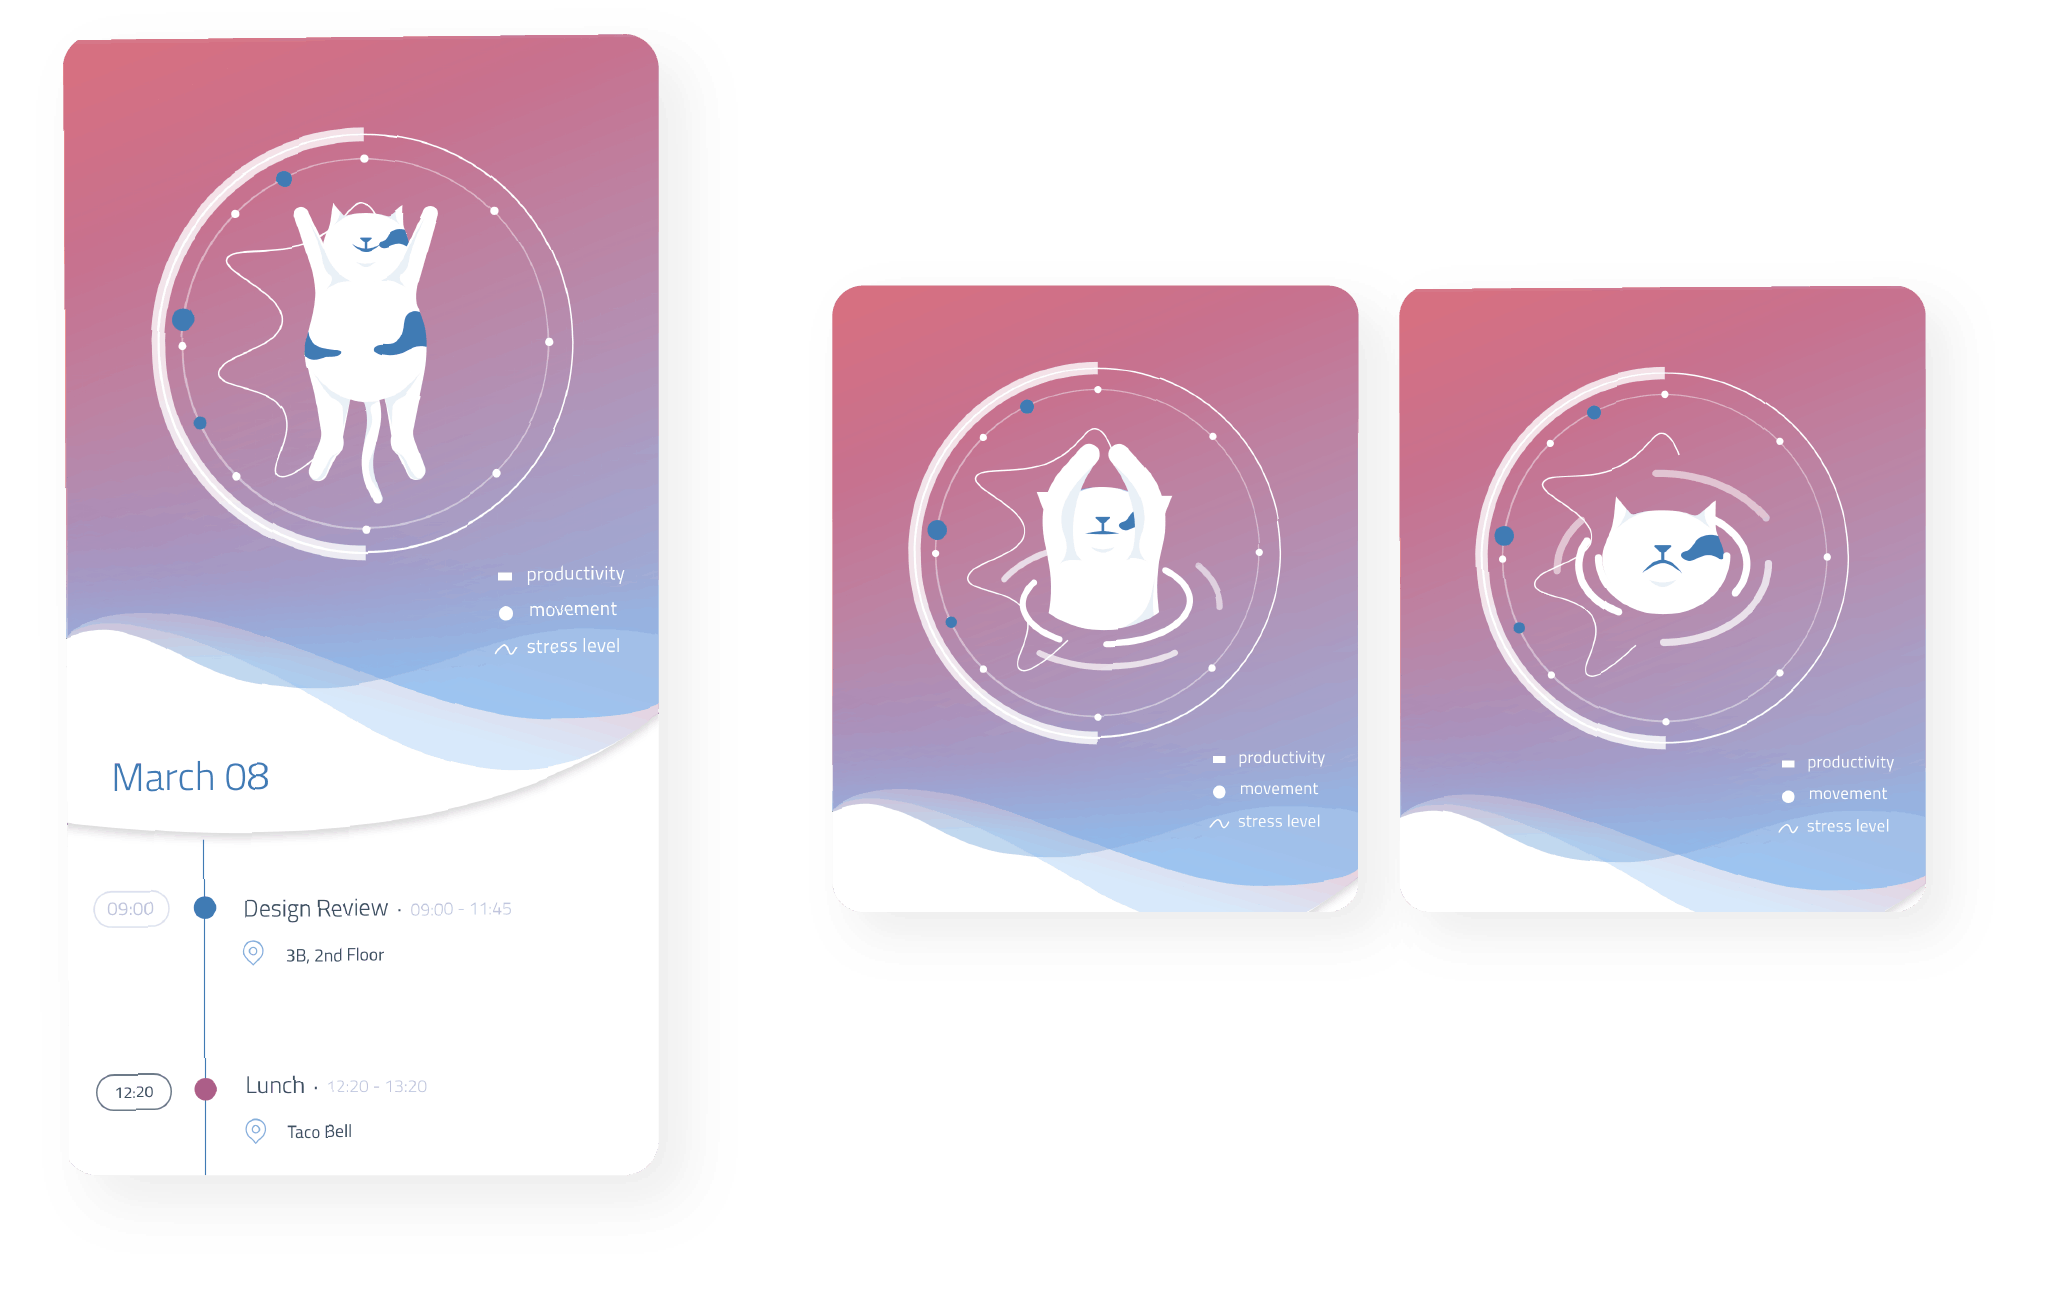 productivity
movement
stress level
March 08
09:00
Design Review · 09:00 - 11:45
3B, 2nd Floor
12:20
Lunch · 12:20 - 13:20
Taco Bell
productivity
movement
stress level
productivity
movement
stress level